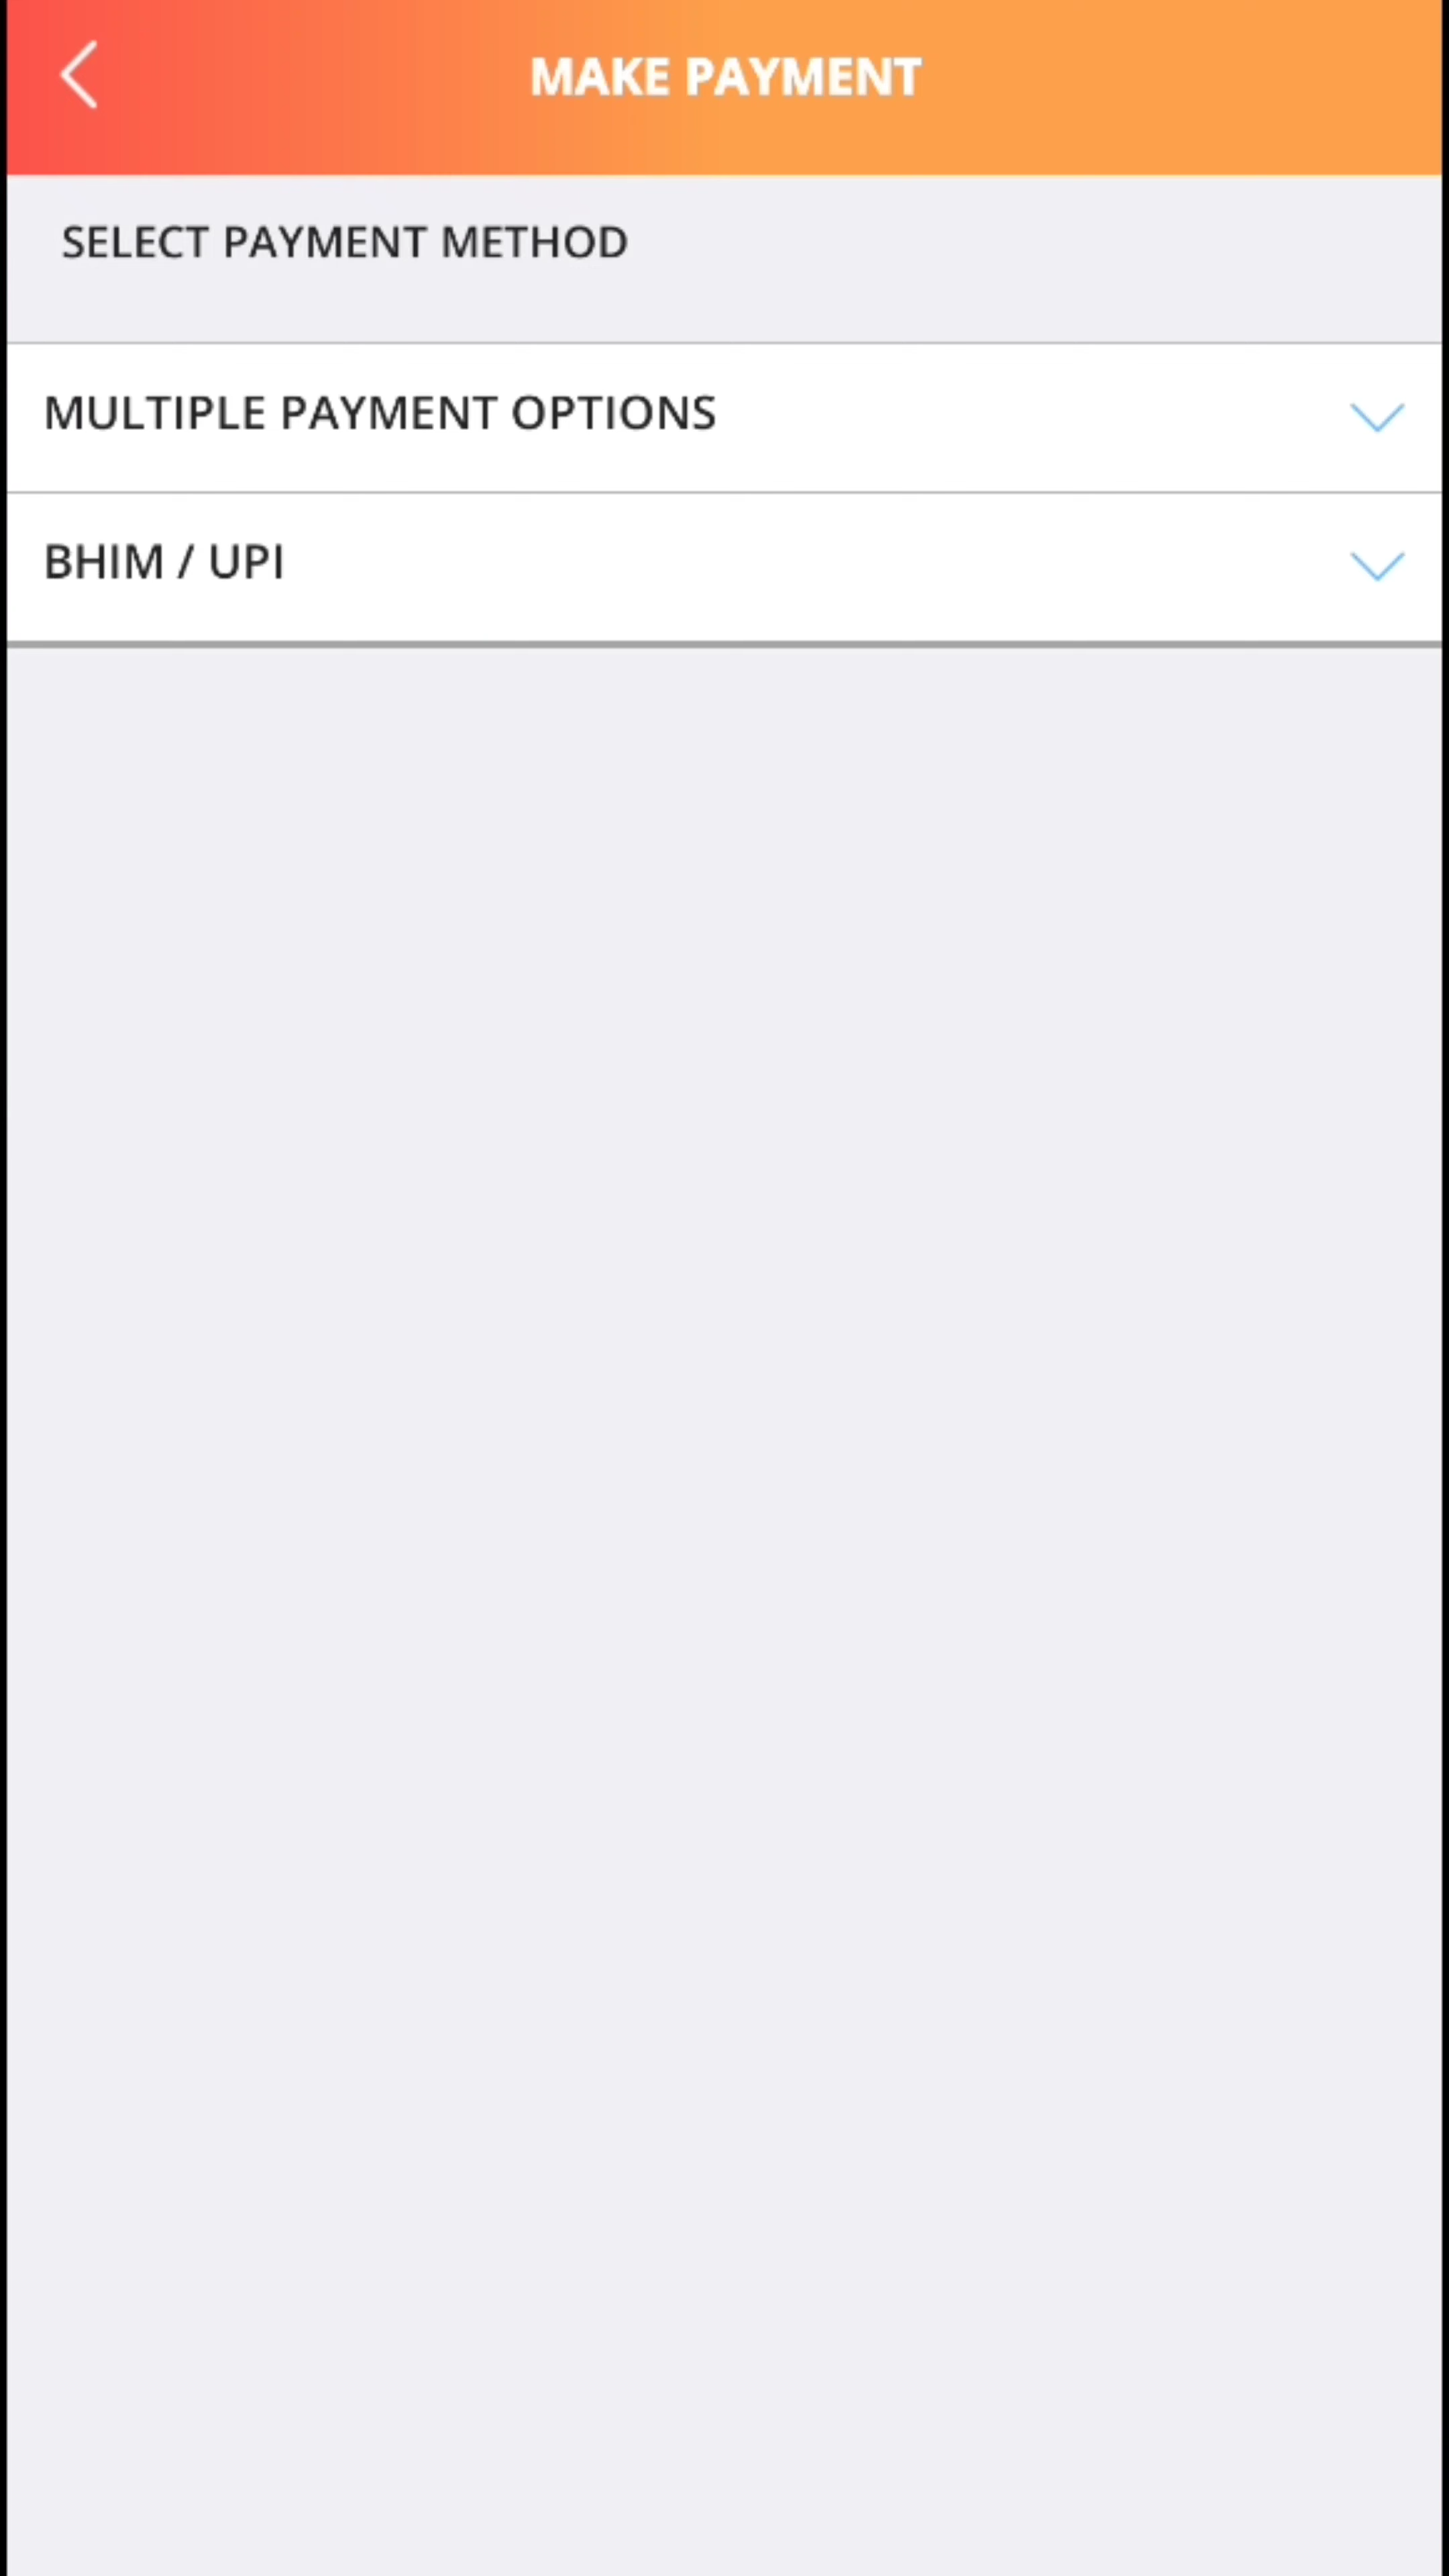 MAKE PAYMENT
SELECT PAYMENT METHOD
MULTIPLE PAYMENT OPTIONS
BHIM / UPI